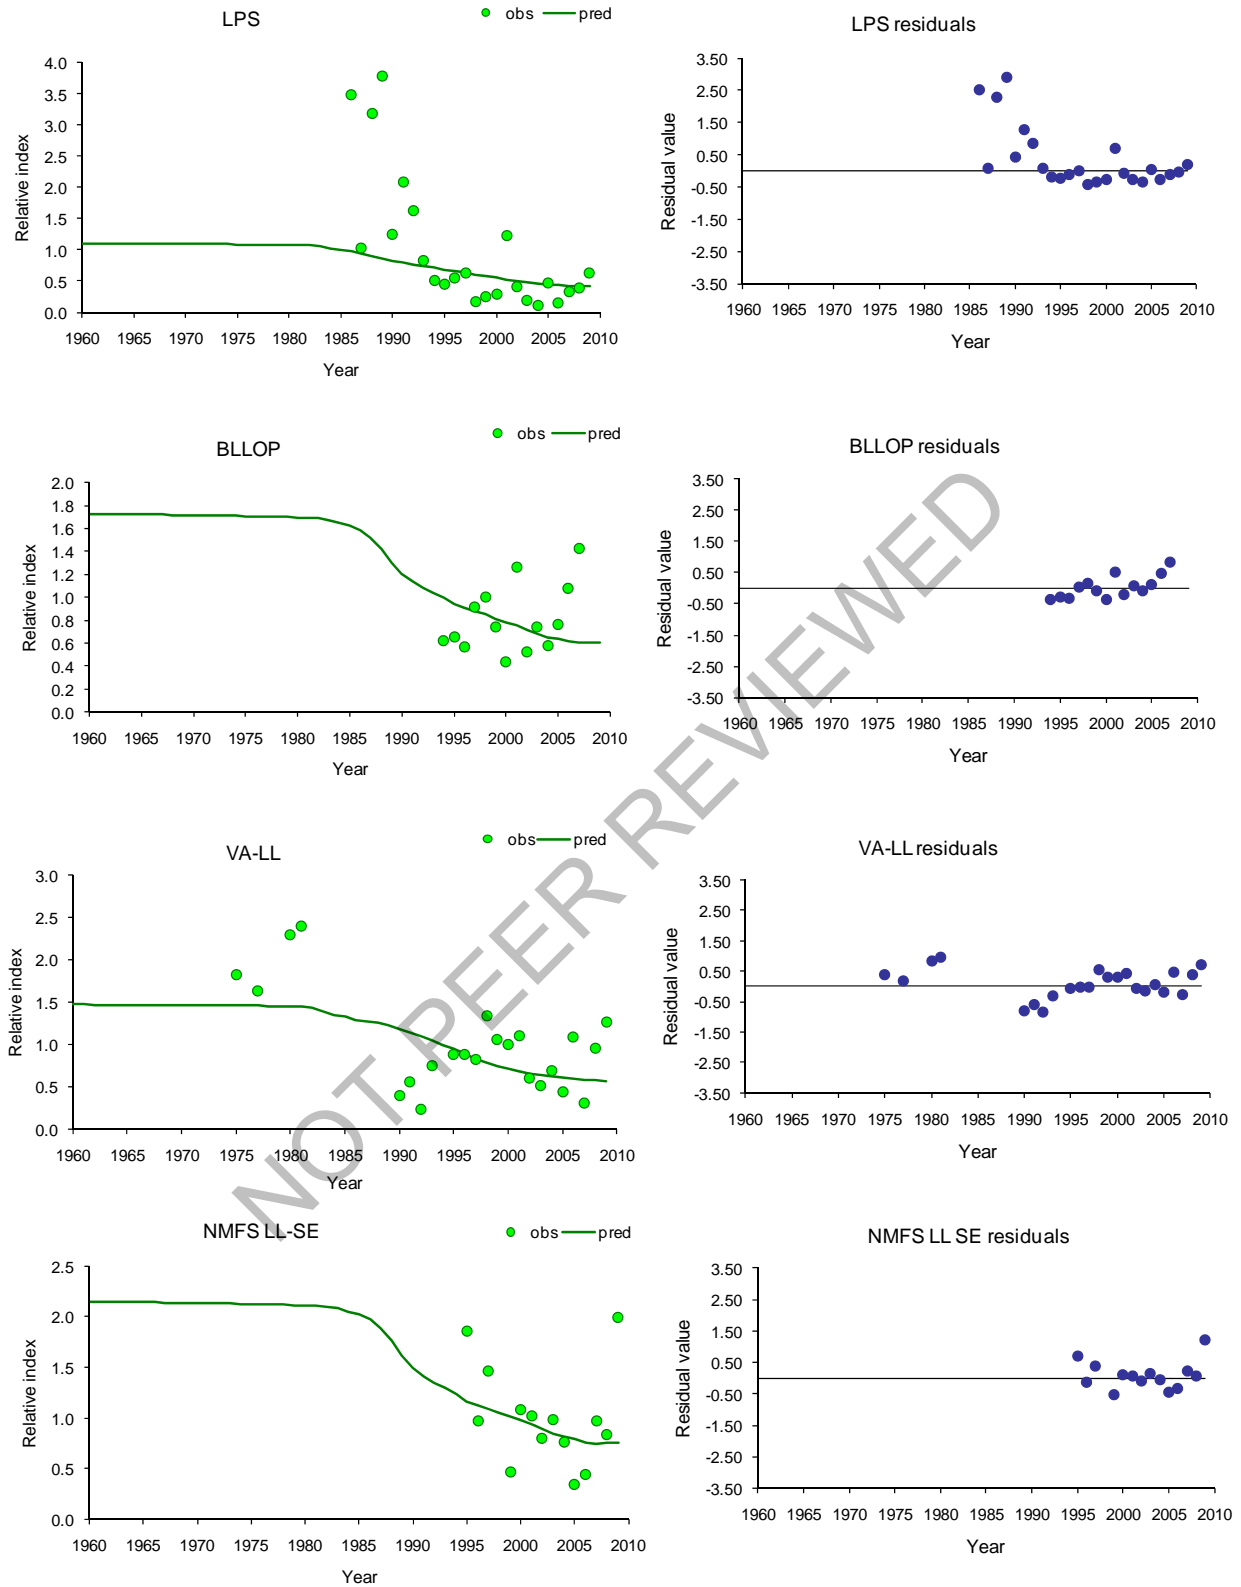 LPS
obs pred
4.0
3.5
3.0
2.5
2.0
1.5
1.0
0.5
0.0
Relative index
1960 1965 1970 1975 1980 1985 1990 1995 2000 2005 2010
Year
LPS residuals
3.50
2.50
1.50
0.50
-0.50
-1.50
-2.50
-3.50
Residual value
1960 1965 1970 1975 1980 1985 1990 1995 2000 2005 2010
Year
BLLOP
obs pred
2.0
1.8
1.6
1.4
1.2
1.0
0.8
0.6
0.4
0.2
0.0
Relative index
1960 1965 1970 1975 1980 1985 1990 1995 2000 2005 2010
Year
BLLOP residuals
3.50
2.50
1.50
0.50
-0.50
-1.50
-2.50
-3.50
Residual value
1960 1965 1970 1975 1980 1985 1990 1995 2000 2005 2010
Year
VA-LL
obs pred
3.0
2.5
2.0
1.5
1.0
0.5
0.0
Relative index
1960 1965 1970 1975 1980 1985 1990 1995 2000 2005 2010
Year
VA-LL residuals
3.50
2.50
1.50
0.50
-0.50
-1.50
-2.50
-3.50
Residual value
1960 1965 1970 1975 1980 1985 1990 1995 2000 2005 2010
Year
NMFS LL-SE
obs pred
2.5
2.0
1.5
1.0
0.5
0.0
Relative index
1960 1965 1970 1975 1980 1985 1990 1995 2000 2005 2010
Year
NMFS LL SE residuals
3.50
2.50
1.50
0.50
-0.50
-1.50
-2.50
-3.50
Residual value
1960 1965 1970 1975 1980 1985 1990 1995 2000 2005 2010
Year
NOT PEER REVIEWED